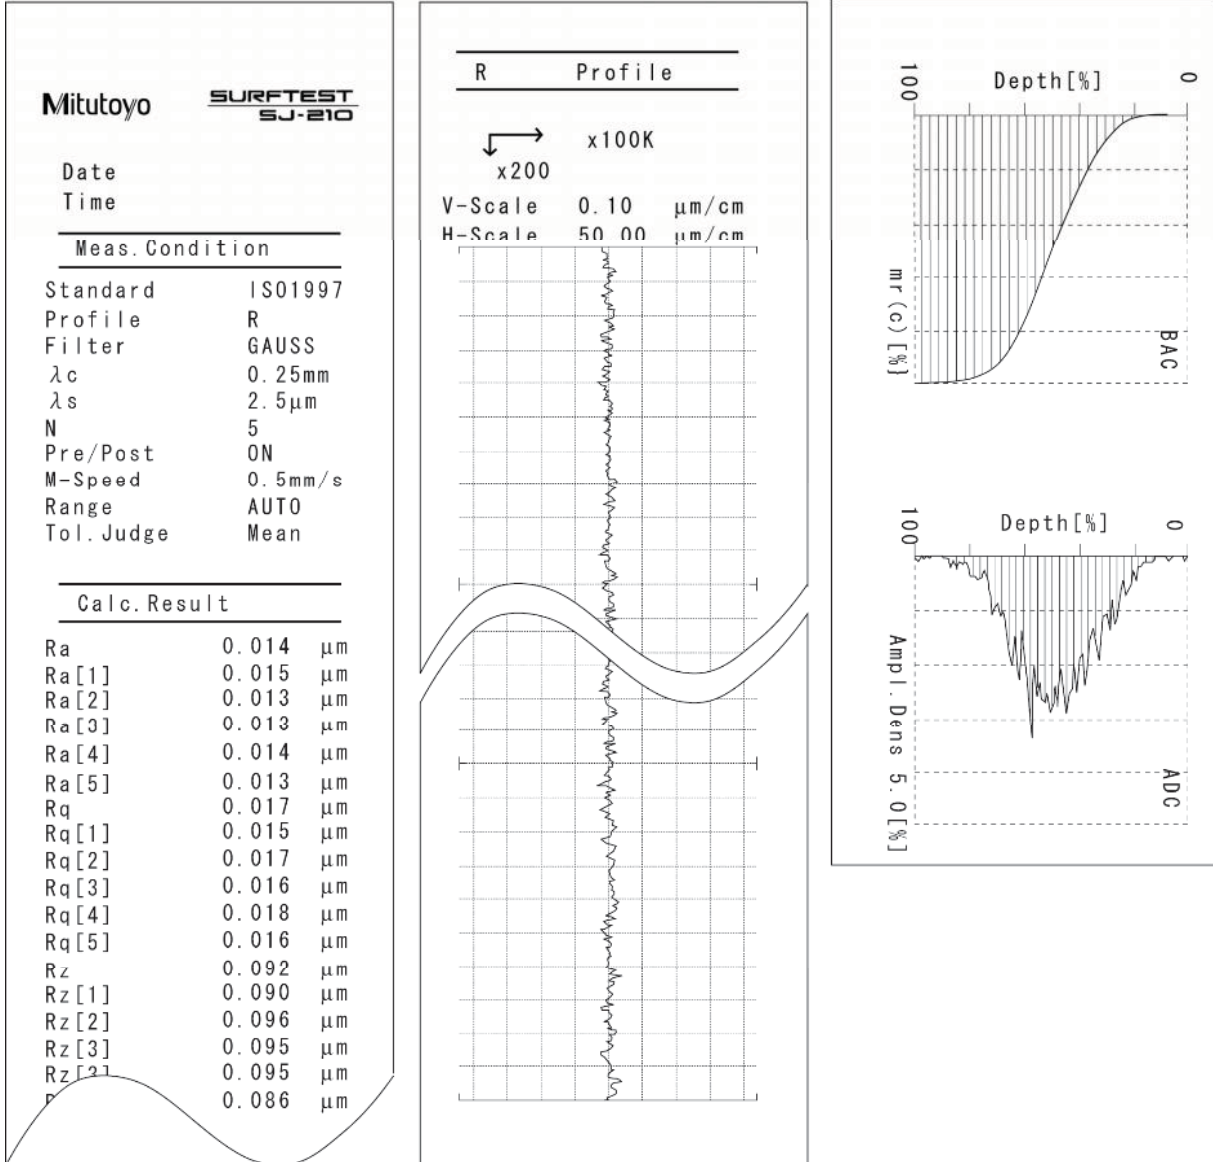 Mitutoyo
SURFTEST
SJ-210
Date
Time
Meas.Condition
Standard ISO1997
Profile R
Filter GAUSS
λc 0.25mm
λs 2.5μm
N 5
Pre/Post ON
M-Speed 0.5mm/s
Range AUTO
Tol.Judge Mean
Calc.Result
Ra 0.014 μm
Ra[1] 0.015 μm
Ra[2] 0.013 μm
Ra[3] 0.013 μm
Ra[4] 0.014 μm
Ra[5] 0.013 μm
Rq 0.017 μm
Rq[1] 0.015 μm
Rq[2] 0.017 μm
Rq[3] 0.016 μm
Rq[4] 0.018 μm
Rq[5] 0.016 μm
Rz 0.092 μm
Rz[1] 0.090 μm
Rz[2] 0.096 μm
Rz[3] 0.095 μm
Rz[3] 0.095 μm
0.086 μm
R Profile
x100K
x200
V-Scale 0.10 μm/cm
H-Scale 50.00 μm/cm
100 Depth[%] 0
mr(c)[%]
BAC
100 Depth[%] 0
Ampl.Dens 5.0[%]
ADC